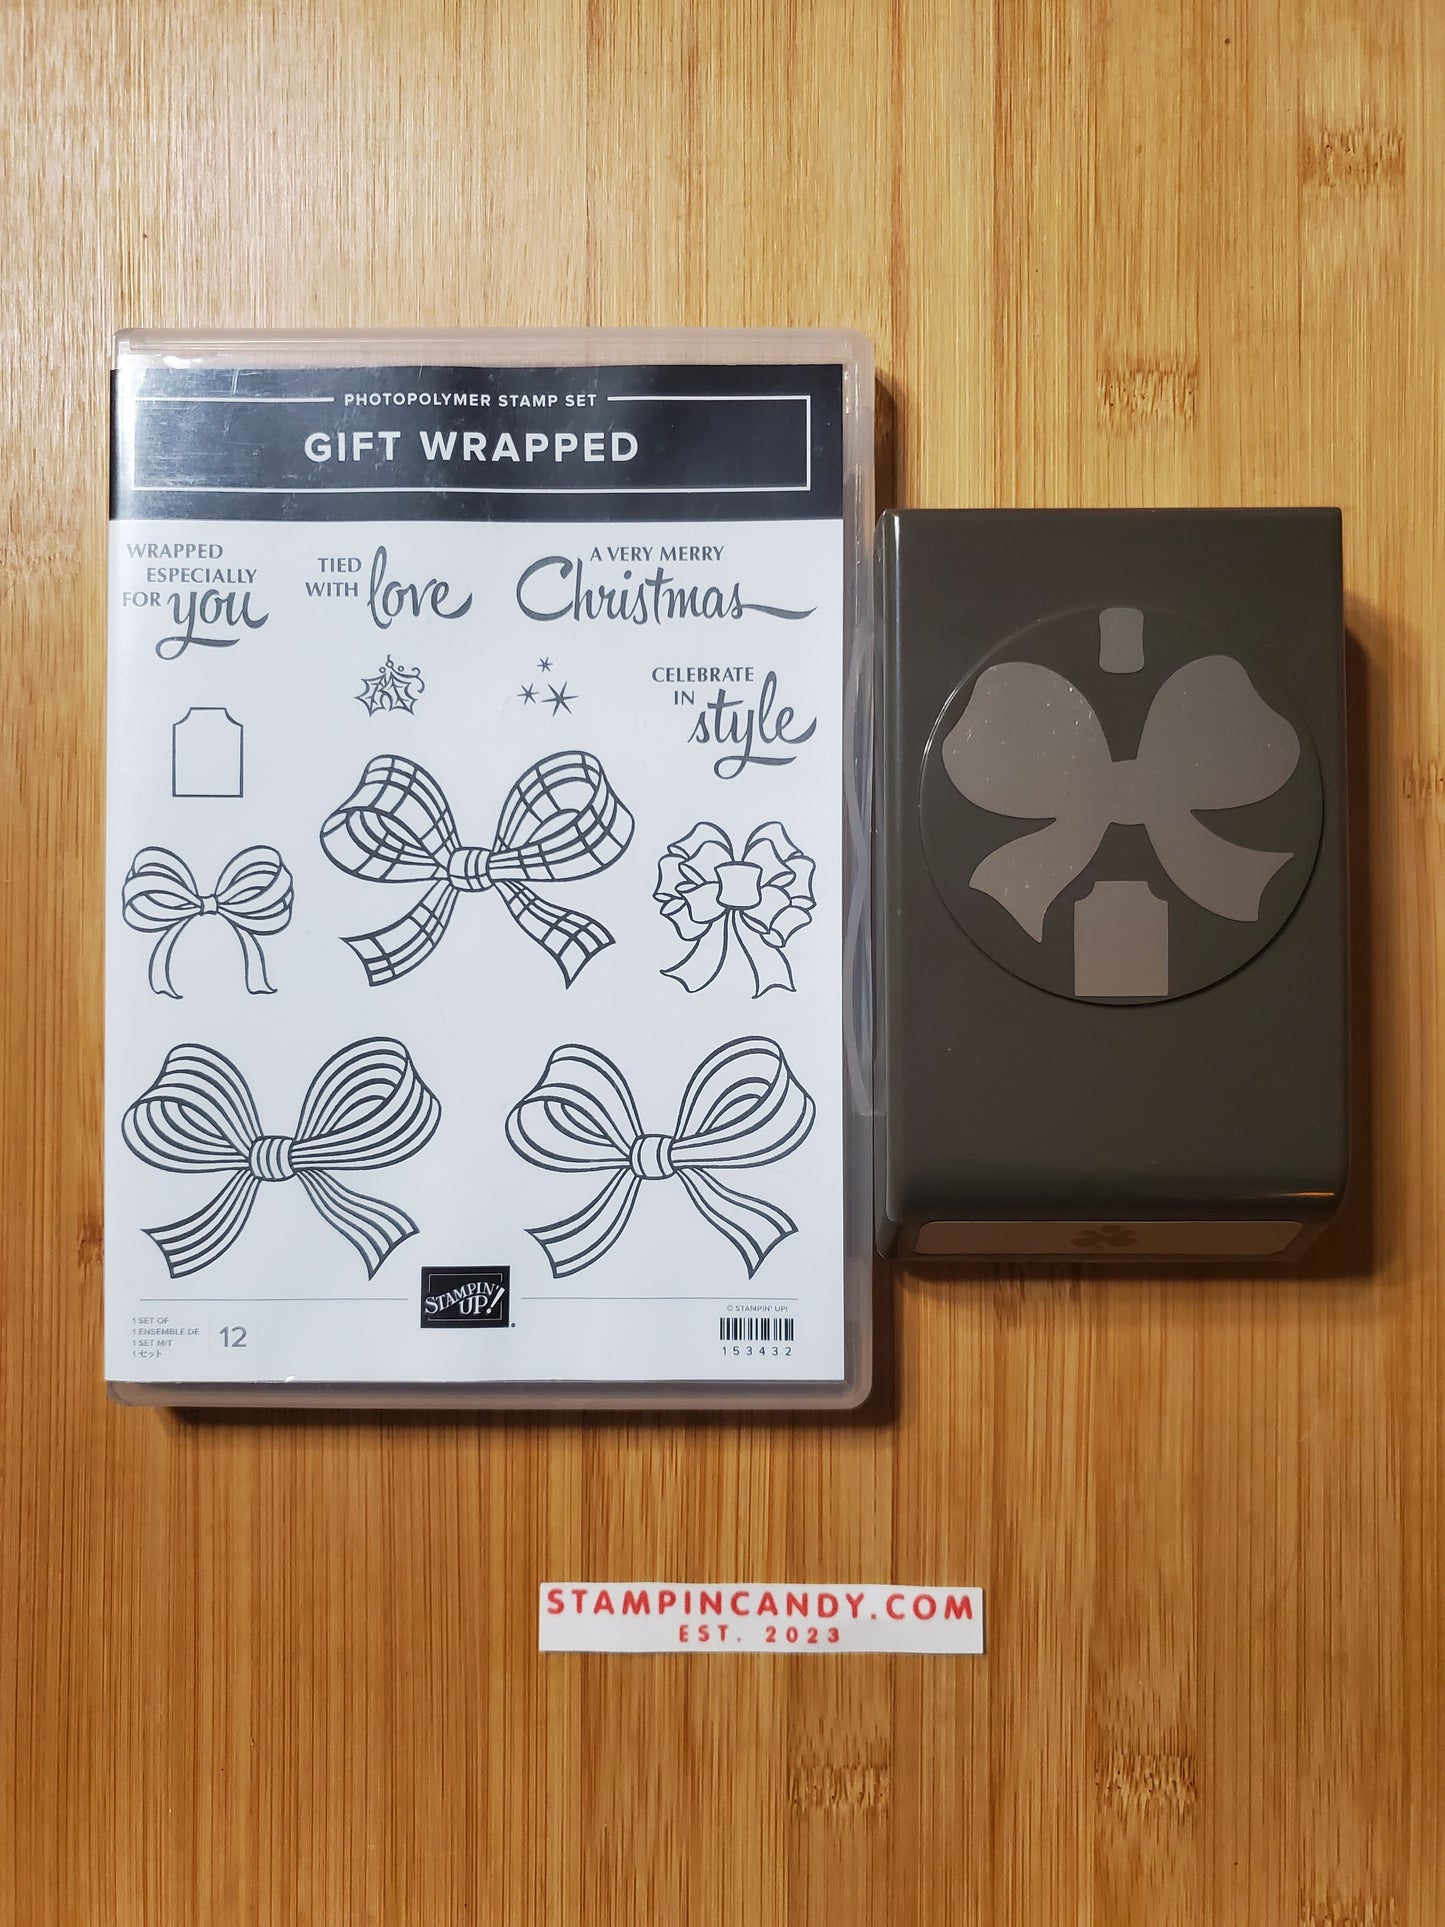 PHOTOPOLYMER STAMP SET
GIFT WRAPPED
WRAPPED
ESPECIALLY
FOR you
TIED
WITH love
A VERY MERRY
Christmas
CELEBRATE
IN style
STAMPIN'
UP!
1 SET OF
1 ENSEMBLE DE
1 SET MIT
1 セット
12
© STAMPIN' UP!
153432
STAMPINCANDY.COM
EST. 2023